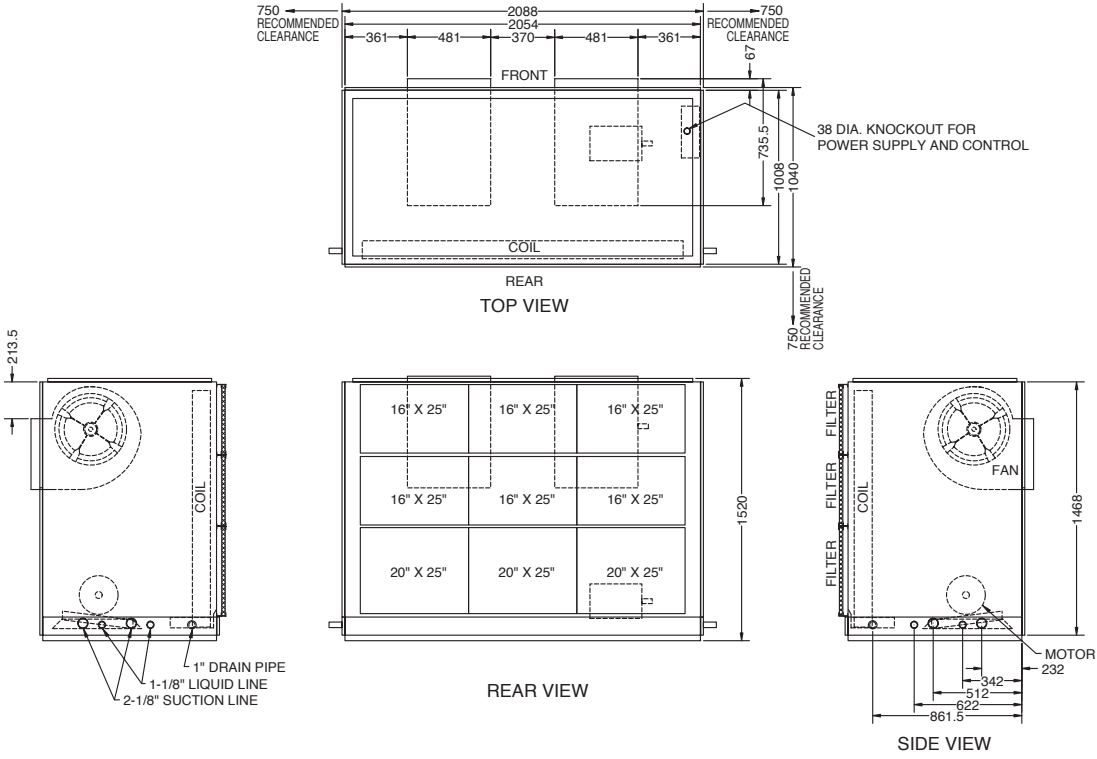 750
RECOMMENDED
CLEARANCE
2088
2054
750
RECOMMENDED
CLEARANCE
361
481
370
481
361
67
FRONT
735.5
1008
1040
38 DIA. KNOCKOUT FOR
POWER SUPPLY AND CONTROL
COIL
REAR
TOP VIEW
750
RECOMMENDED
CLEARANCE
213.5
COIL
1" DRAIN PIPE
1-1/8" LIQUID LINE
2-1/8" SUCTION LINE
16" X 25"
16" X 25"
16" X 25"
16" X 25"
16" X 25"
16" X 25"
20" X 25"
20" X 25"
20" X 25"
1520
REAR VIEW
FILTER
FILTER
FILTER
COIL
FAN
1468
MOTOR
232
342
512
622
861.5
SIDE VIEW